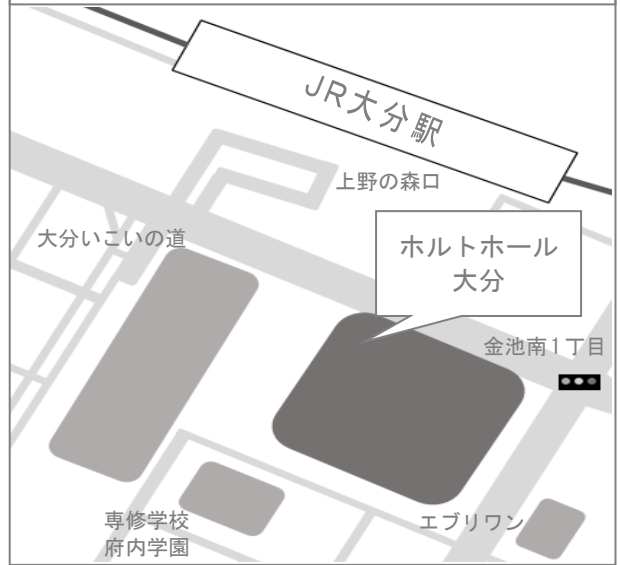 JR大分駅
上野の森口
大分いこいの道
ホルトホール
大分
金池南1丁目
専修学校
府内学園
エブリワン